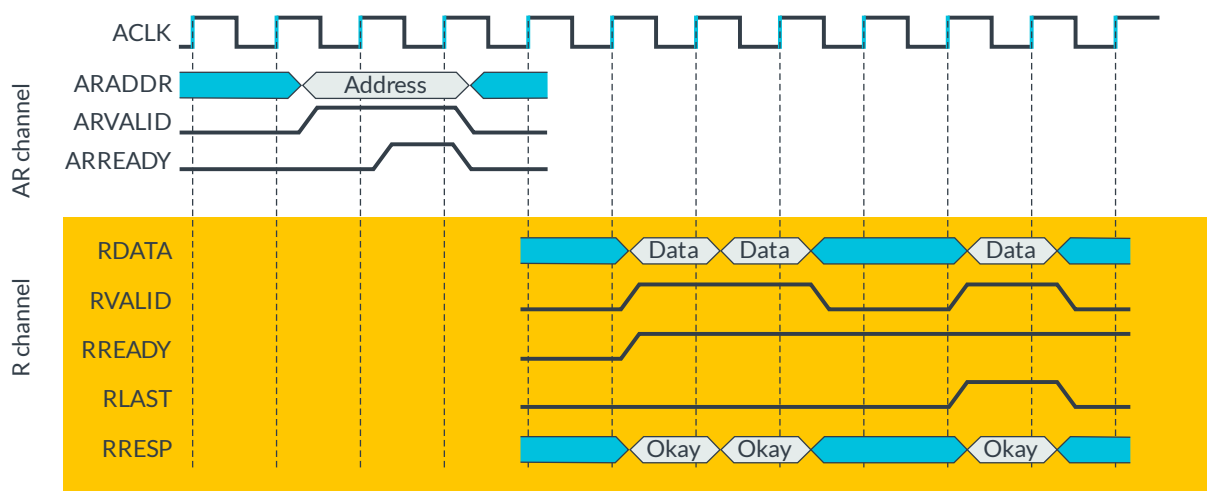 ACLK
AR channel
ARADDR Address
ARVALID
ARREADY
R channel
RDATA Data Data Data
RVALID
RREADY
RLAST
RRESP Okay Okay Okay